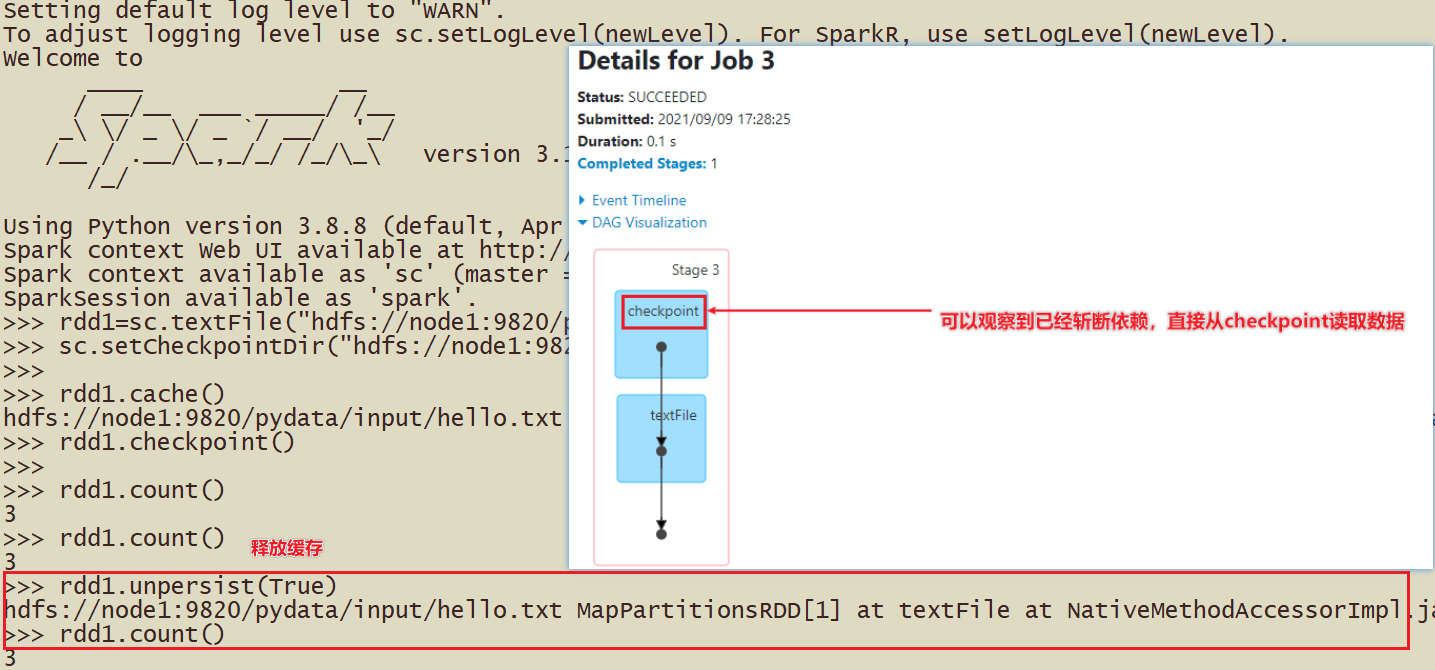 Setting default log level to "WARN".
To adjust logging level use sc.setLogLevel(newLevel). For SparkR, use setLogLevel(newLevel).
Welcome to
version 3.1
Using Python version 3.8.8 (default, Apr
Spark context Web UI available at http://
Spark context available as 'sc' (master =
SparkSession available as 'spark'.
>>> rdd1=sc.textFile("hdfs://node1:9820/p
>>> sc.setCheckpointDir("hdfs://node1:982
>>>
>>> rdd1.cache()
hdfs://node1:9820/pydata/input/hello.txt
>>> rdd1.checkpoint()
>>>
>>> rdd1.count()
3
>>> rdd1.count()
释放缓存
3
>>> rdd1.unpersist(True)
hdfs://node1:9820/pydata/input/hello.txt MapPartitionsRDD[1] at textFile at NativeMethodAccessorImpl.ja
>>> rdd1.count()
3
Details for Job 3
Status: SUCCEEDED
Submitted: 2021/09/09 17:28:25
Duration: 0.1 s
Completed Stages: 1
Event Timeline
DAG Visualization
Stage 3
checkpoint
可以观察到已经斩断依赖，直接从checkpoint读取数据
textFile